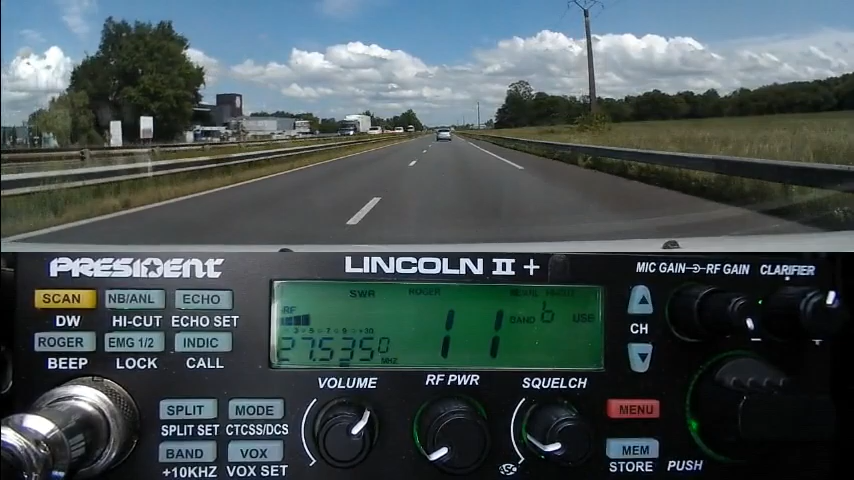 PRESIDENT
LINCOLN II +
MIC GAIN RF GAIN CLARIFIER
SCAN NB/ANL ECHO
DW HI-CUT ECHO SET
ROGER EMG 1/2 INDIC
BEEP LOCK CALL
SWR ROGER
RF
11 BAND b USB
27.5350 MHZ
CH
VOLUME RF PWR SQUELCH
SPLIT MODE
SPLIT SET CTCSS/DCS
BAND VOX
+10KHZ VOX SET
ASC
MENU
MEM
STORE PUSH